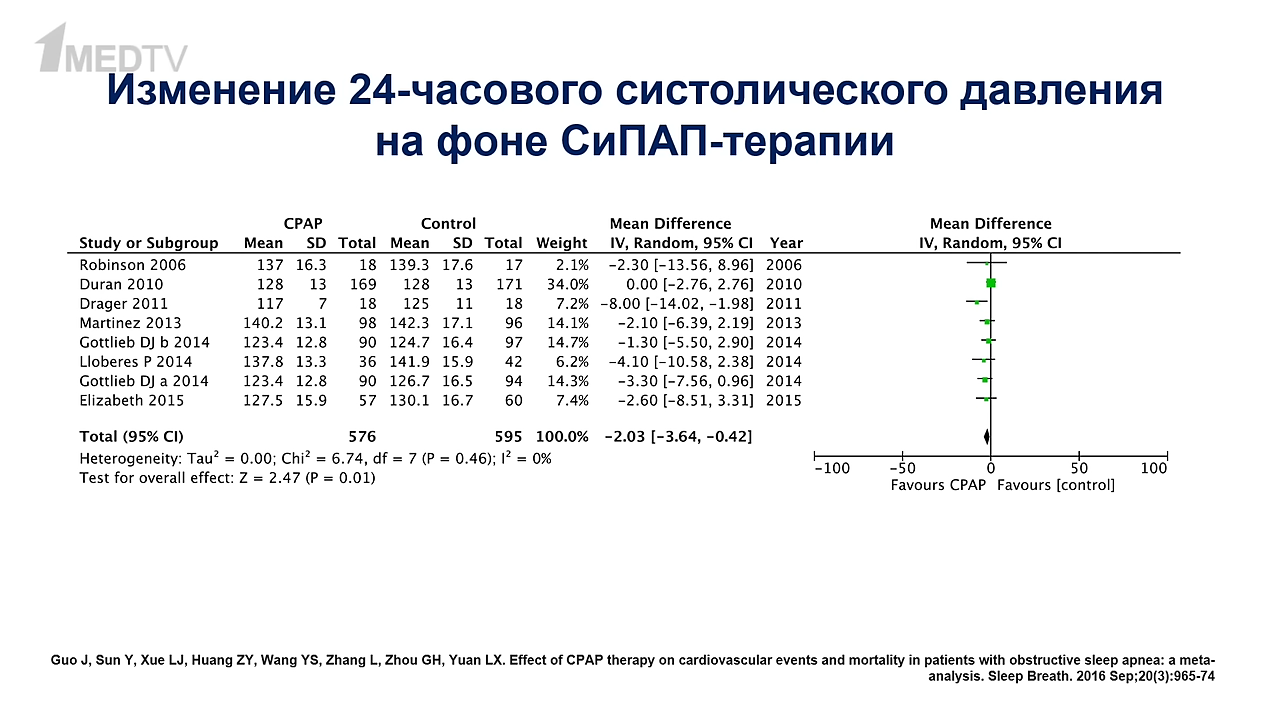 1MEDTV
Изменение 24-часового систолического давления
на фоне СиПАП-терапии
CPAP Control Mean Difference Mean Difference
Study or Subgroup Mean SD Total Mean SD Total Weight IV, Random, 95% CI Year IV, Random, 95% CI
Robinson 2006 137 16.3 18 139.3 17.6 17 2.1% −2.30 [−13.56, 8.96] 2006
Duran 2010 128 13 169 128 13 171 34.0% 0.00 [−2.76, 2.76] 2010
Drager 2011 117 7 18 125 11 18 7.2% −8.00 [−14.02, −1.98] 2011
Martinez 2013 140.2 13.1 98 142.3 17.1 96 14.1% −2.10 [−6.39, 2.19] 2013
Gottlieb DJ b 2014 123.4 12.8 90 124.7 16.4 97 14.7% −1.30 [−5.50, 2.90] 2014
Lloberes P 2014 137.8 13.3 36 141.9 15.9 42 6.2% −4.10 [−10.58, 2.38] 2014
Gottlieb DJ a 2014 123.4 12.8 90 126.7 16.5 94 14.3% −3.30 [−7.56, 0.96] 2014
Elizabeth 2015 127.5 15.9 57 130.1 16.7 60 7.4% −2.60 [−8.51, 3.31] 2015
Total (95% CI) 576 595 100.0% −2.03 [−3.64, −0.42]
Heterogeneity: Tau² = 0.00; Chi² = 6.74, df = 7 (P = 0.46); I² = 0%
Test for overall effect: Z = 2.47 (P = 0.01)
−100 −50 0 50 100
Favours CPAP Favours [control]
Guo J, Sun Y, Xue LJ, Huang ZY, Wang YS, Zhang L, Zhou GH, Yuan LX. Effect of CPAP therapy on cardiovascular events and mortality in patients with obstructive sleep apnea: a meta-
analysis. Sleep Breath. 2016 Sep;20(3):965-74